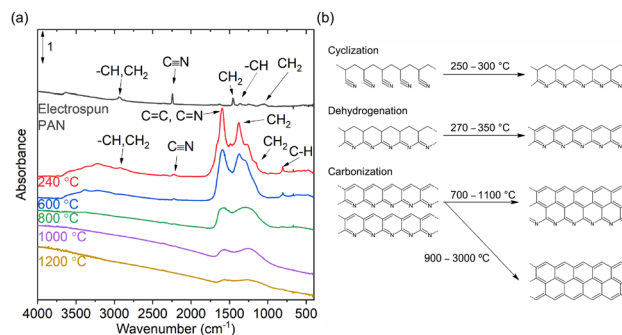 (a)
1
-CH,CH2
C≡N
CH2
-CH
CH2
Electrospun
PAN
C=C, C=N
CH2
-CH,CH2
C≡N
CH2
C-H
240 °C
600 °C
800 °C
1000 °C
1200 °C
Absorbance
4000 3500 3000 2500 2000 1500 1000 500
Wavenumber (cm-1)
(b)
Cyclization
250 – 300 °C
N N N N N
N N N N N
Dehydrogenation
270 – 350 °C
N N N N N
N N N N N
Carbonization
700 – 1100 °C
N N N N N
N N N N N
N N N N N
900 – 3000 ºC